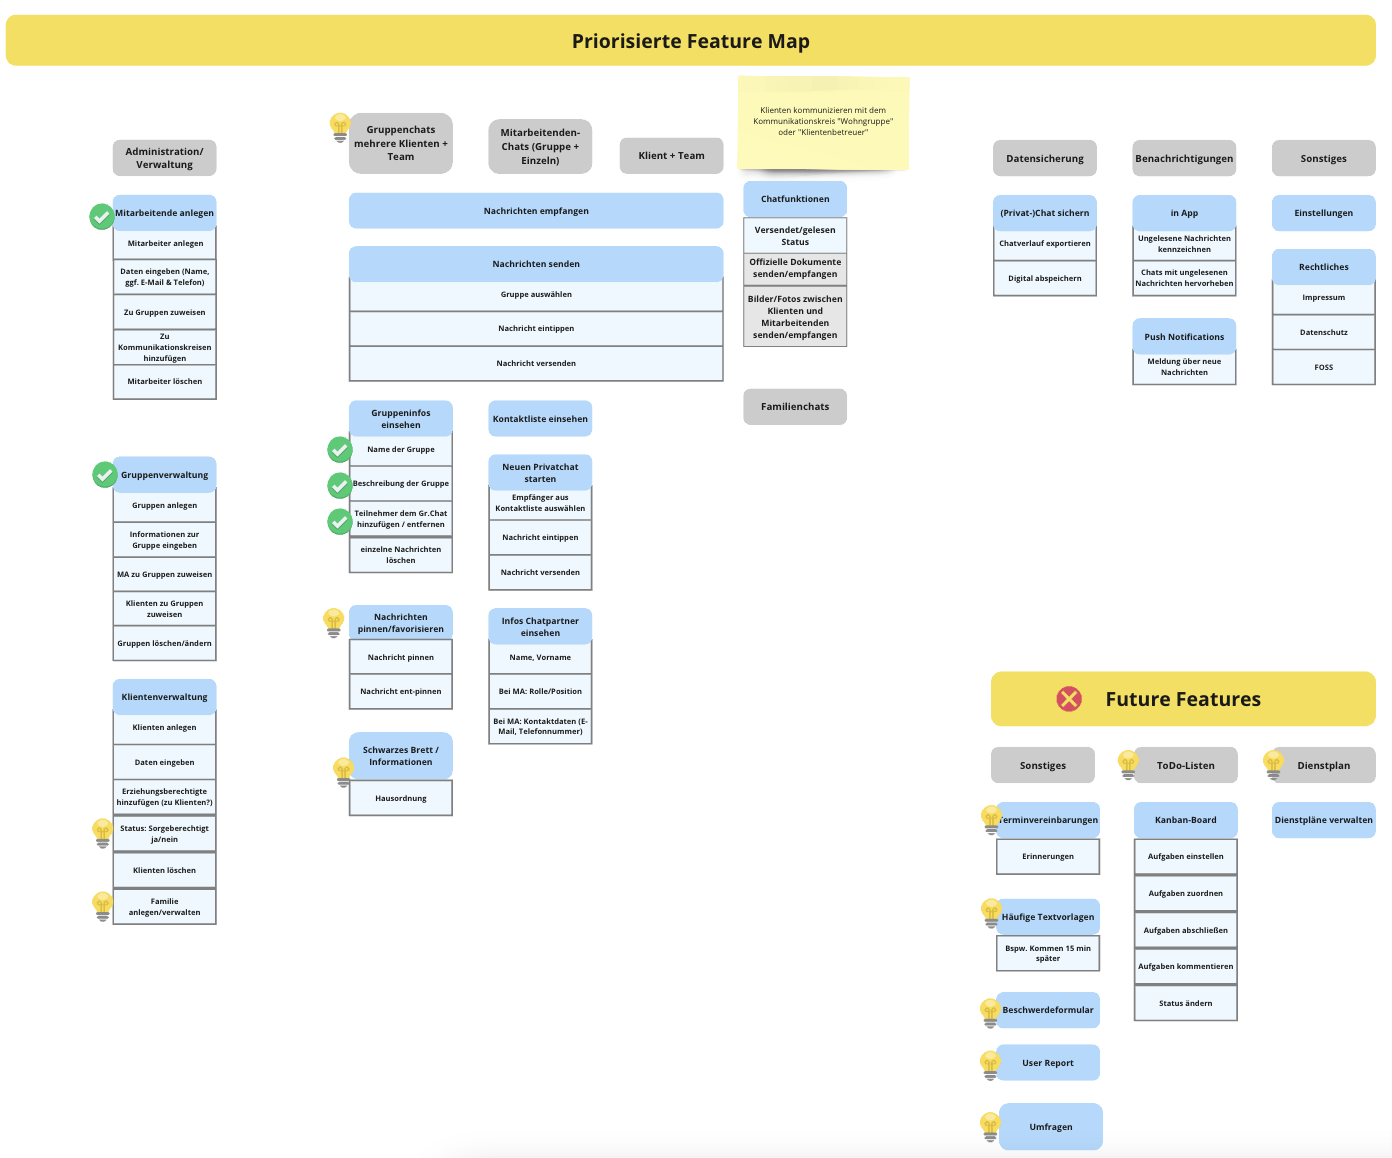 Priorisierte Feature Map
Klienten kommunizieren mit dem
Kommunikationskreis "Wohngruppe"
oder "Klientenbetreuer"
Administration/
Verwaltung
Mitarbeitende anlegen
Mitarbeiter anlegen
Daten eingeben (Name,
ggf. E-Mail & Telefon)
Zu Gruppen zuweisen
Zu
Kommunikationskreisen
hinzufügen
Mitarbeiter löschen
Gruppenverwaltung
Gruppen anlegen
Informationen zur
Gruppe eingeben
MA zu Gruppen zuweisen
Klienten zu Gruppen
zuweisen
Gruppen löschen/ändern
Klientenverwaltung
Klienten anlegen
Daten eingeben
Erziehungsberechtigte
hinzufügen (zu Klienten?)
Status: Sorgeberechtigt
ja/nein
Klienten löschen
Familie
anlegen/verwalten
Gruppenchats
mehrere Klienten +
Team
Mitarbeitenden-
Chats (Gruppe +
Einzeln)
Klient + Team
Nachrichten empfangen
Nachrichten senden
Gruppe auswählen
Nachricht eintippen
Nachricht versenden
Gruppeninfos
einsehen
Name der Gruppe
Beschreibung der Gruppe
Teilnehmer dem Gr.Chat
hinzufügen / entfernen
einzelne Nachrichten
löschen
Nachrichten
pinnen/favorisieren
Nachricht pinnen
Nachricht ent-pinnen
Schwarzes Brett /
Informationen
Hausordnung
Kontaktliste einsehen
Neuen Privatchat
starten
Empfänger aus
Kontaktliste auswählen
Nachricht eintippen
Nachricht versenden
Infos Chatpartner
einsehen
Name, Vorname
Bei MA: Rolle/Position
Bei MA: Kontaktdaten (E-
Mail, Telefonnummer)
Chatfunktionen
Versendet/gelesen
Status
Offizielle Dokumente
senden/empfangen
Bilder/Fotos zwischen
Klienten und
Mitarbeitenden
senden/empfangen
Familienchats
Datensicherung
(Privat-)Chat sichern
Chatverlauf exportieren
Digital abspeichern
Benachrichtigungen
in App
Ungelesene Nachrichten
kennzeichnen
Chats mit ungelesenen
Nachrichten hervorheben
Push Notifications
Meldung über neue
Nachrichten
Sonstiges
Einstellungen
Rechtliches
Impressum
Datenschutz
FOSS
Future Features
Sonstiges
Terminvereinbarungen
Erinnerungen
Häufige Textvorlagen
Bspw. Kommen 15 min
später
Beschwerdeformular
User Report
Umfragen
ToDo-Listen
Kanban-Board
Aufgaben einstellen
Aufgaben zuordnen
Aufgaben abschließen
Aufgaben kommentieren
Status ändern
Dienstplan
Dienstpläne verwalten